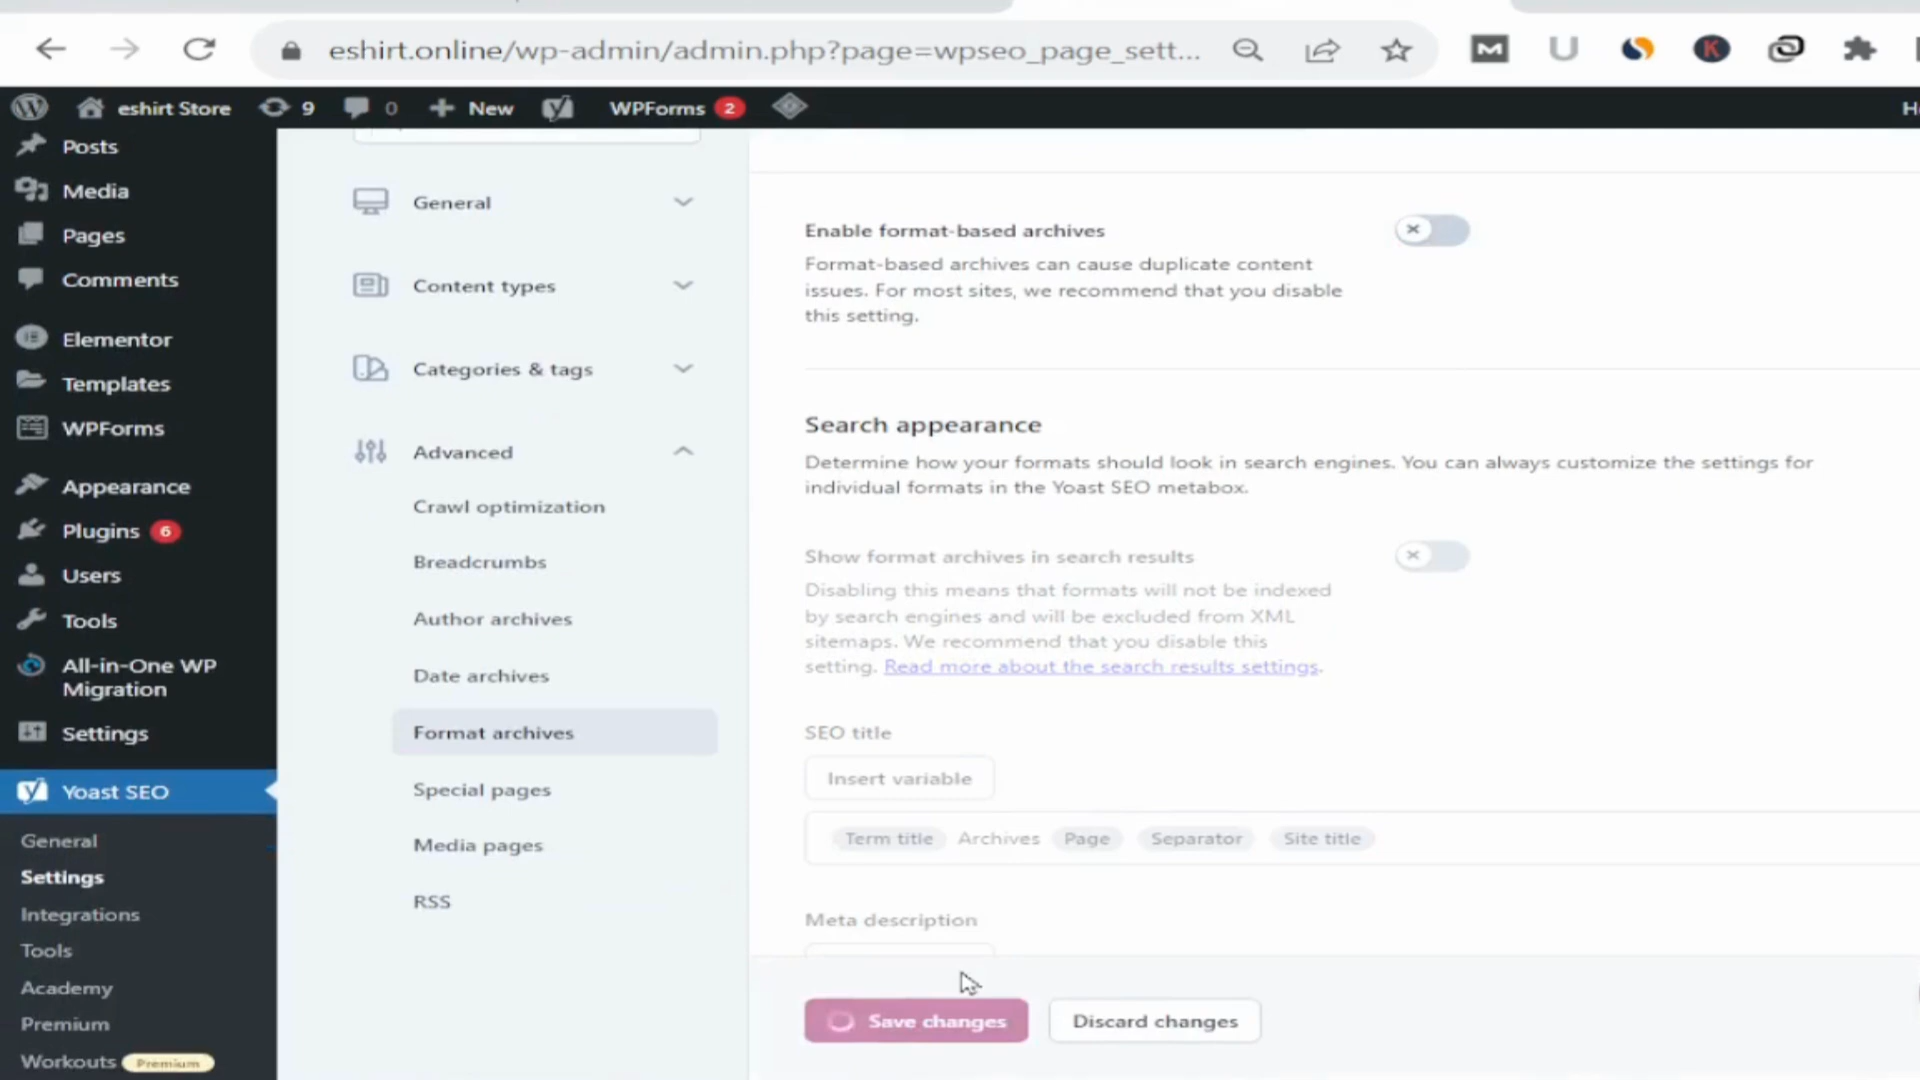 eshirt.online/wp-admin/admin.php?page=wpseo_page_sett...
eshirt Store
9
0
New
WPForms 2
Posts
Media
Pages
Comments
Elementor
Templates
WPForms
Appearance
Plugins 6
Users
Tools
All-in-One WP
Migration
Settings
Yoast SEO
General
Settings
Integrations
Tools
Academy
Premium
Workouts Premium
General
Content types
Categories & tags
Advanced
Crawl optimization
Breadcrumbs
Author archives
Date archives
Format archives
Special pages
Media pages
RSS
Enable format-based archives
Format-based archives can cause duplicate content
issues. For most sites, we recommend that you disable
this setting.
Search appearance
Determine how your formats should look in search engines. You can always customize the settings for
individual formats in the Yoast SEO metabox.
Show format archives in search results
Disabling this means that formats will not be indexed
by search engines and will be excluded from XML
sitemaps. We recommend that you disable this
setting. Read more about the search results settings.
SEO title
Insert variable
Term title Archives Page Separator Site title
Meta description
Save changes
Discard changes